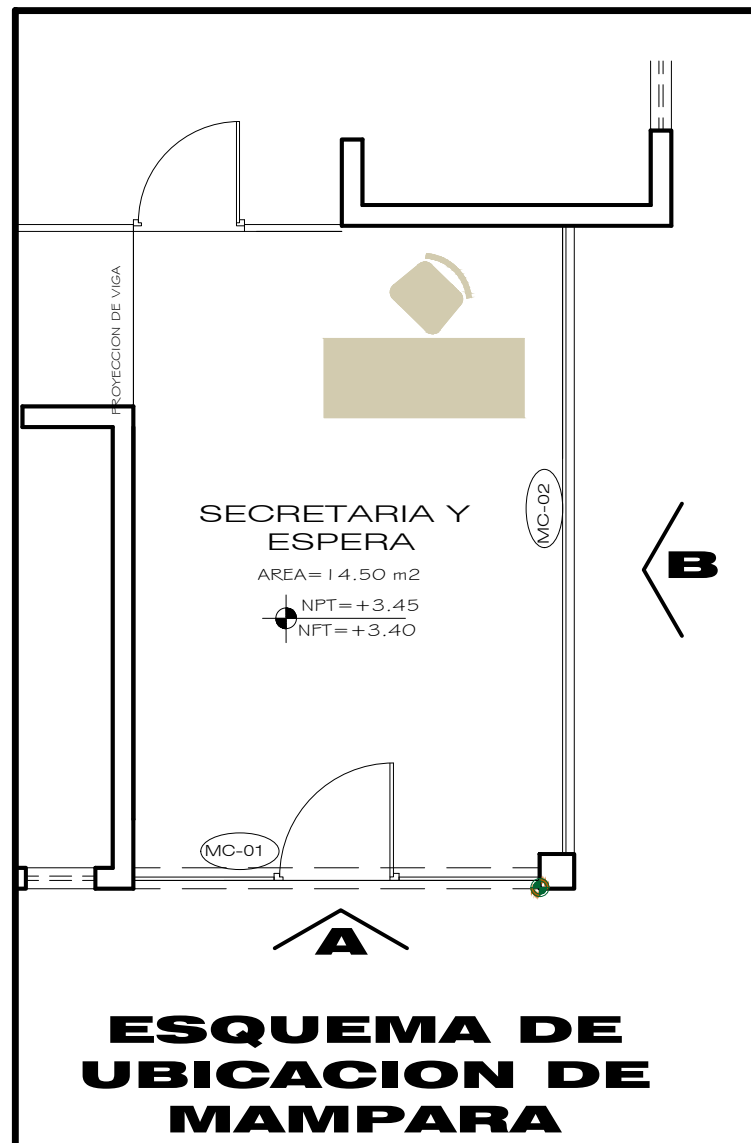 PROYECCION DE VIGA
SECRETARIA Y
ESPERA
AREA=14.50 m2
NPT=+3.45
NFT=+3.40
MC-02
B
MC-01
A
ESQUEMA DE
UBICACION DE
MAMPARA